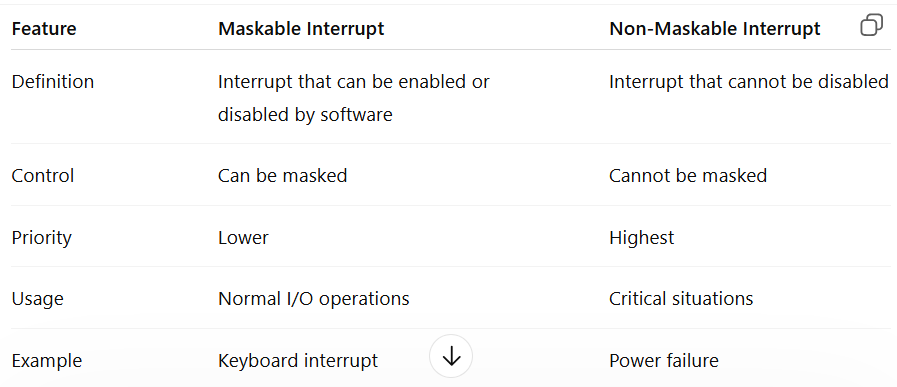 Feature Maskable Interrupt Non-Maskable Interrupt
Definition Interrupt that can be enabled or Interrupt that cannot be disabled
disabled by software
Control Can be masked Cannot be masked
Priority Lower Highest
Usage Normal I/O operations Critical situations
Example Keyboard interrupt Power failure